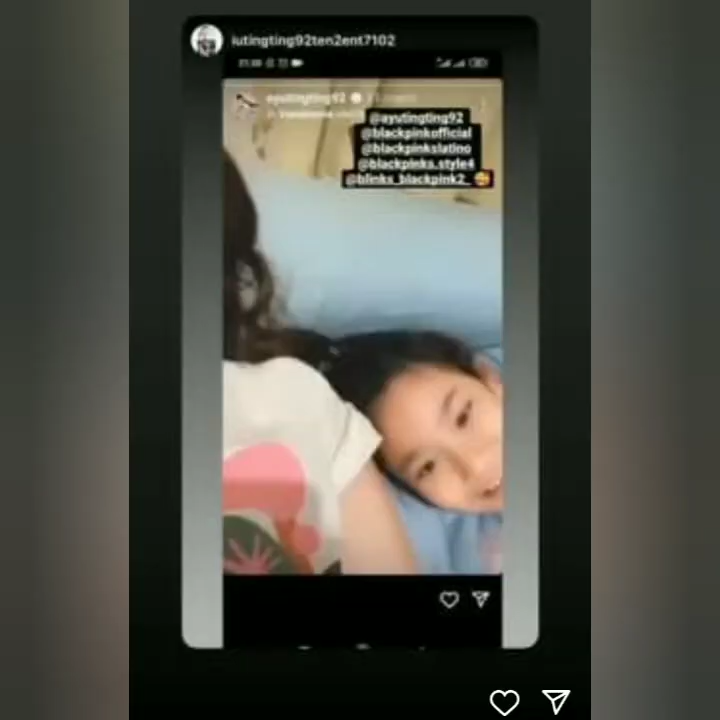 iutingting92ten2ent7102
ayutingting92
@ayutingting92
@blackpinkofficial
@blackpinkslatino
@blackpinks.style4
@blinks_blackpink2_